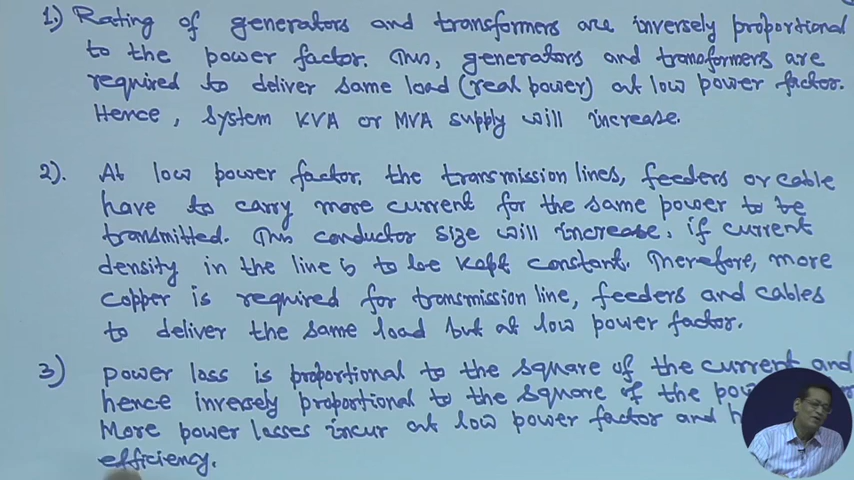 1.) Rating of generators and transformers are inversely proportional
to the power factor. Thus, generators and transformers are
required to deliver same load (real power) at low power factor.
Hence, system KVA or MVA supply will increase.
2). At low power factor, the transmission lines, feeders or cable
have to carry more current for the same power to be
transmitted. Thus conductor size will increase, if current
density in the line is to be kept constant. Therefore, more
copper is required for transmission line, feeders and cables
to deliver the same load but at low power factor.
3) Power loss is proportional to the square of the current and
hence inversely proportional to the square of the
More power losses incur at low power factor and
efficiency.